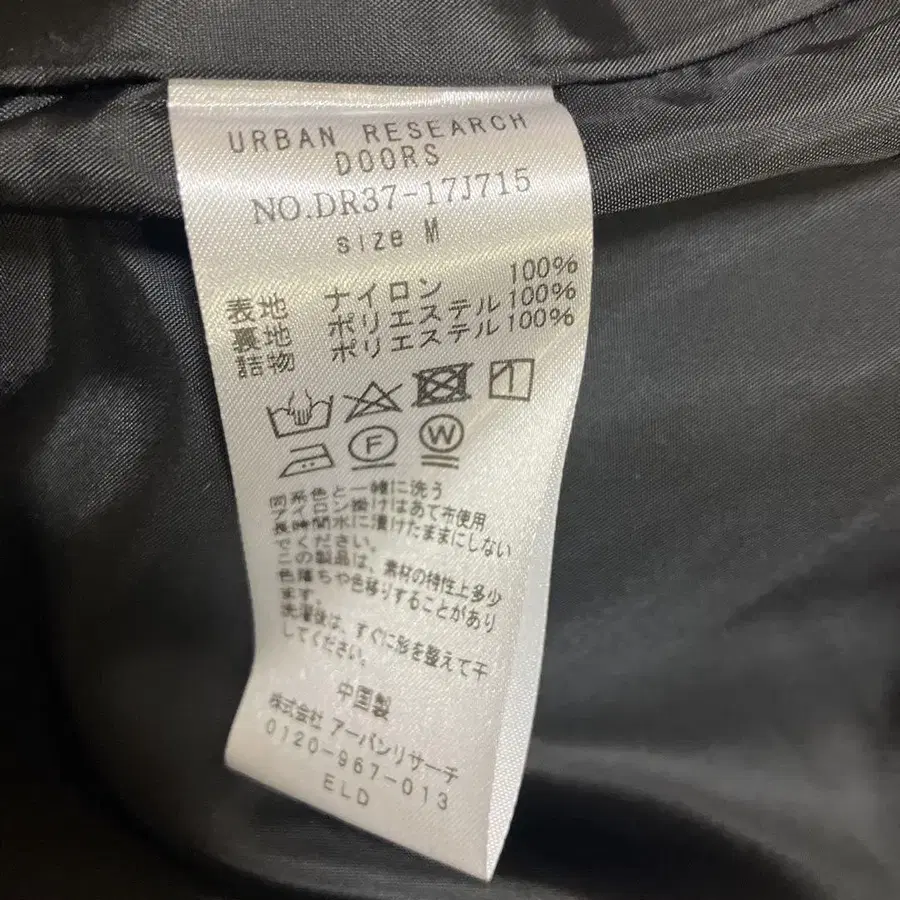 URBAN RESEARCH
DOORS
NO.DR37-17J715
size M
表地 ナイロン 100%
裏地 ポリエステル100%
詰物 ポリエステル100%
F W
同系色と一緒に洗う
アイロン掛けはあて布使用
長時間水に漬けたままにしない
でください。
この製品は、素材の特性上多少
色落ちや色移りすることがあり
ます。
洗濯後は、すぐに形を整えて干
してください。
中国製
株式会社 アーバンリサーチ
0120-967-013
ELD